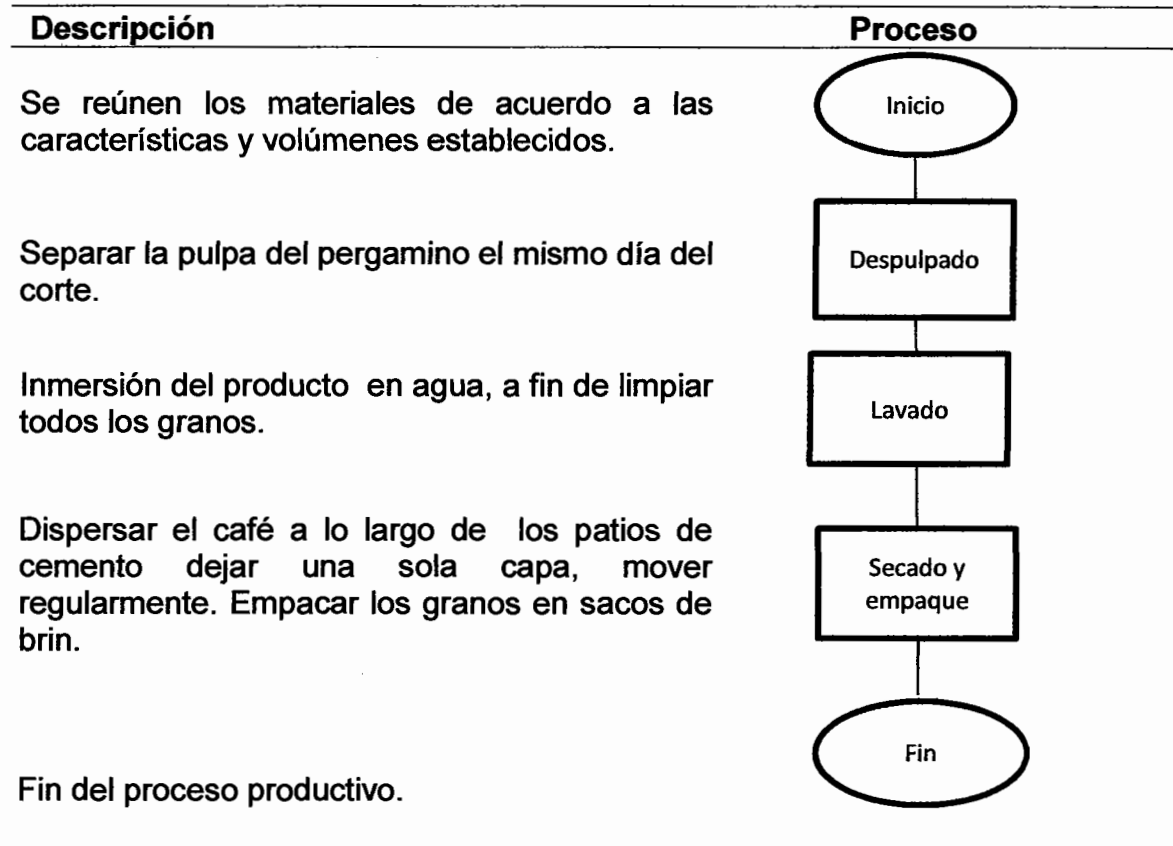 Descripción Proceso
Se reúnen los materiales de acuerdo a las
características y volúmenes establecidos.
Inicio
Separar la pulpa del pergamino el mismo día del
corte.
Despulpado
Inmersión del producto en agua, a fin de limpiar
todos los granos.
Lavado
Dispersar el café a lo largo de los patios de
cemento dejar una sola capa, mover
regularmente. Empacar los granos en sacos de
brin.
Secado y
empaque
Fin del proceso productivo.
Fin